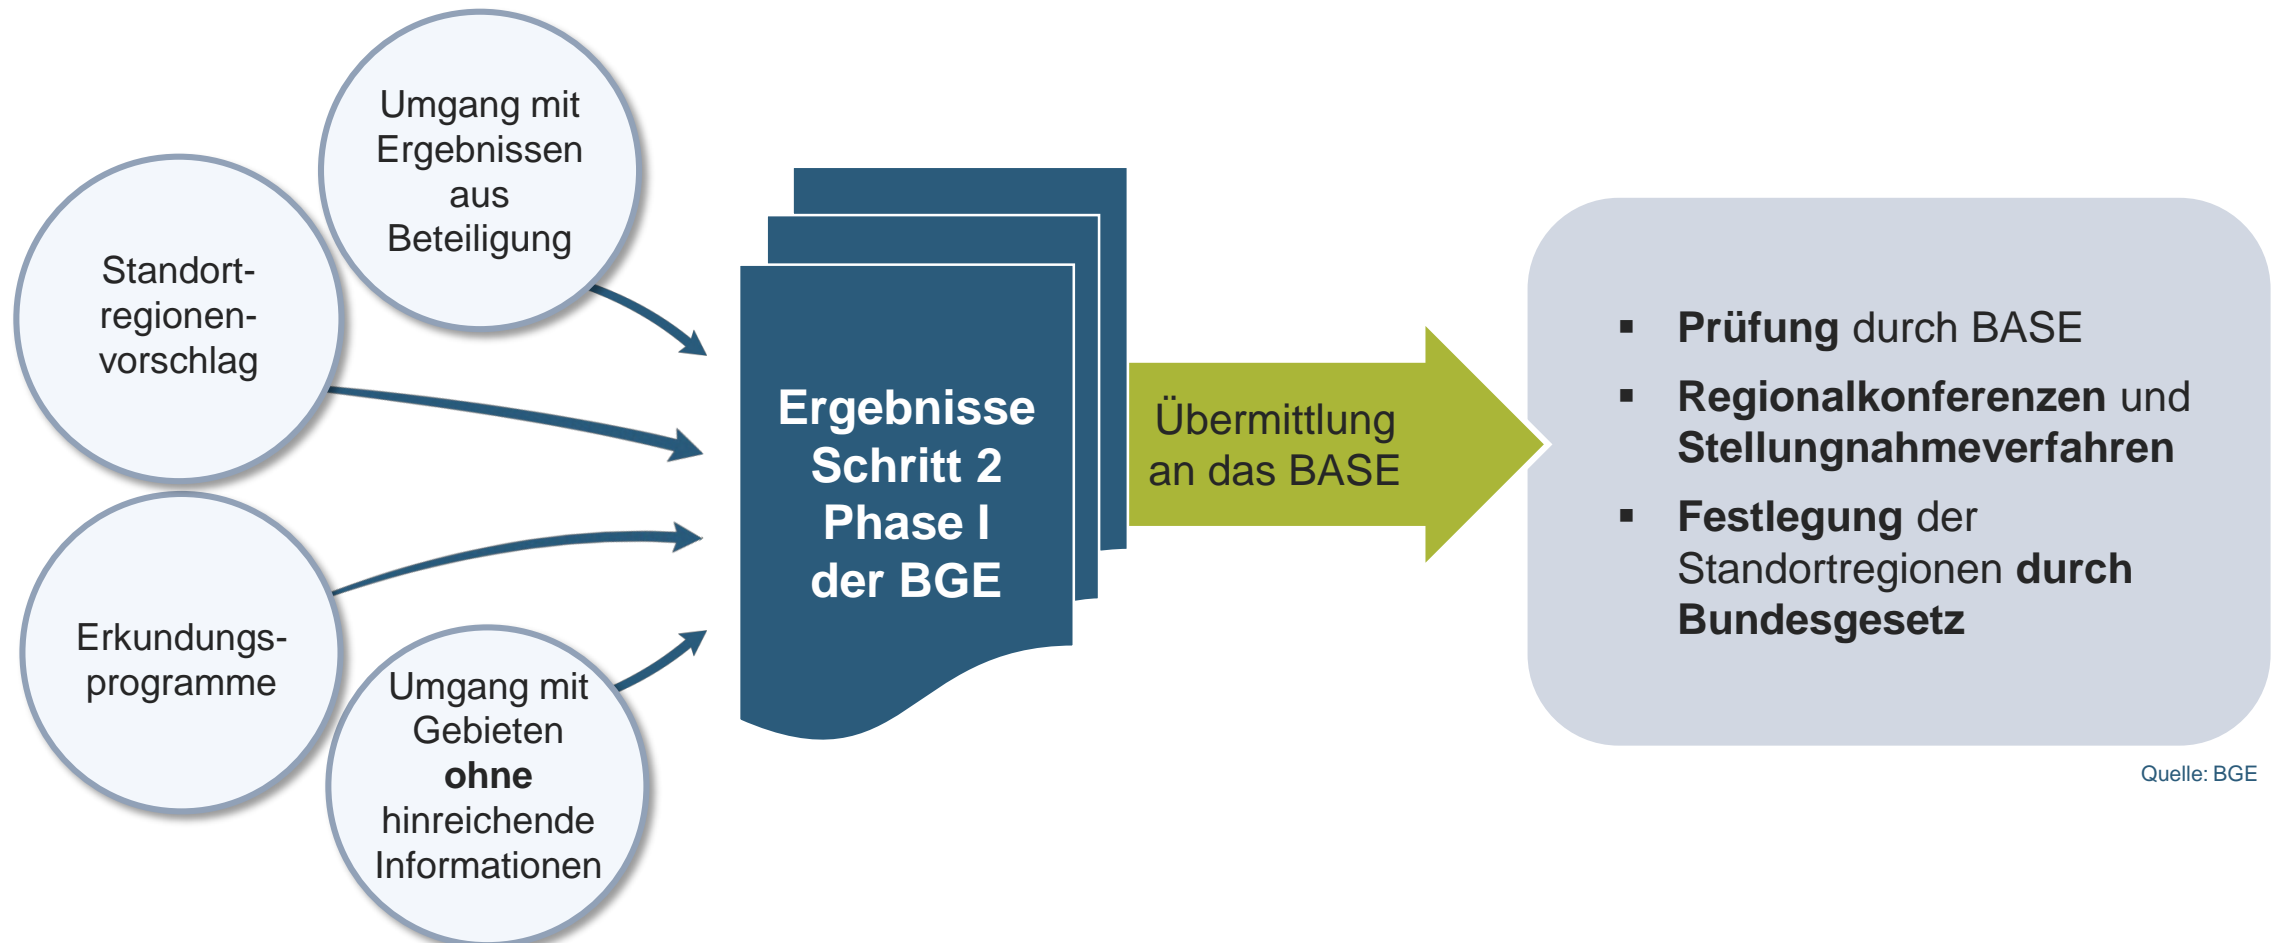 Umgang mit
Ergebnissen
aus
Beteiligung
Standort-
regionen-
vorschlag
Erkundungs-
programme
Umgang mit
Gebieten
ohne
hinreichende
Informationen
Ergebnisse
Schritt 2
Phase I
der BGE
Übermittlung
an das BASE
▪ Prüfung durch BASE
▪ Regionalkonferenzen und
Stellungnahmeverfahren
▪ Festlegung der
Standortregionen durch
Bundesgesetz
Quelle: BGE